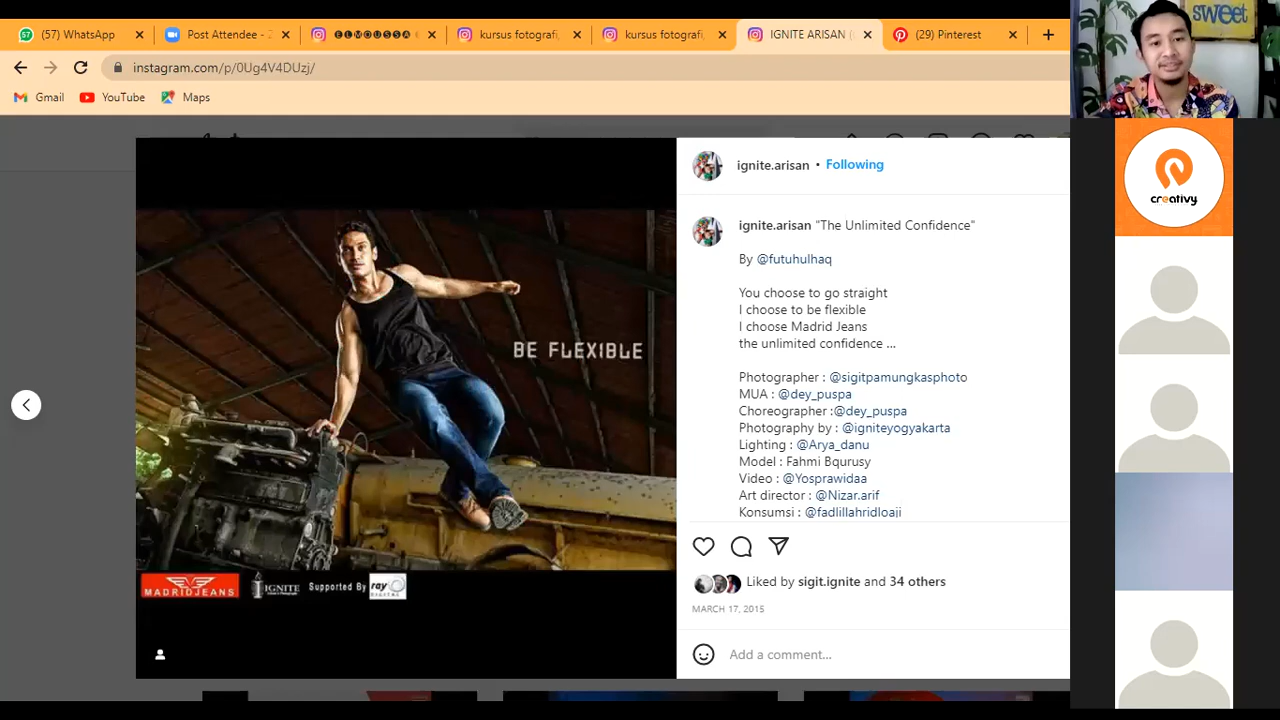 (57) WhatsApp
Post Attendee - Z
ELMOUSSA
kursus fotografi,
kursus fotografi,
IGNITE ARISAN (
(29) Pinterest
instagram.com/p/0Ug4V4DUzj/
Gmail
YouTube
Maps
sweet
creativy.
BE FLEXIBLE
MADRIDJEANS
IGNITE
Supported By
ray
DIGITAL
ignite.arisan • Following
ignite.arisan "The Unlimited Confidence"
By @futuhulhaq
You choose to go straight
I choose to be flexible
I choose Madrid Jeans
the unlimited confidence ...
Photographer : @sigitpamungkasphoto
MUA : @dey_puspa
Choreographer :@dey_puspa
Photography by : @igniteyogyakarta
Lighting : @Arya_danu
Model : Fahmi Bqurusy
Video : @Yosprawidaa
Art director : @Nizar.arif
Konsumsi : @fadlillahridloaji
Liked by sigit.ignite and 34 others
MARCH 17, 2015
Add a comment...